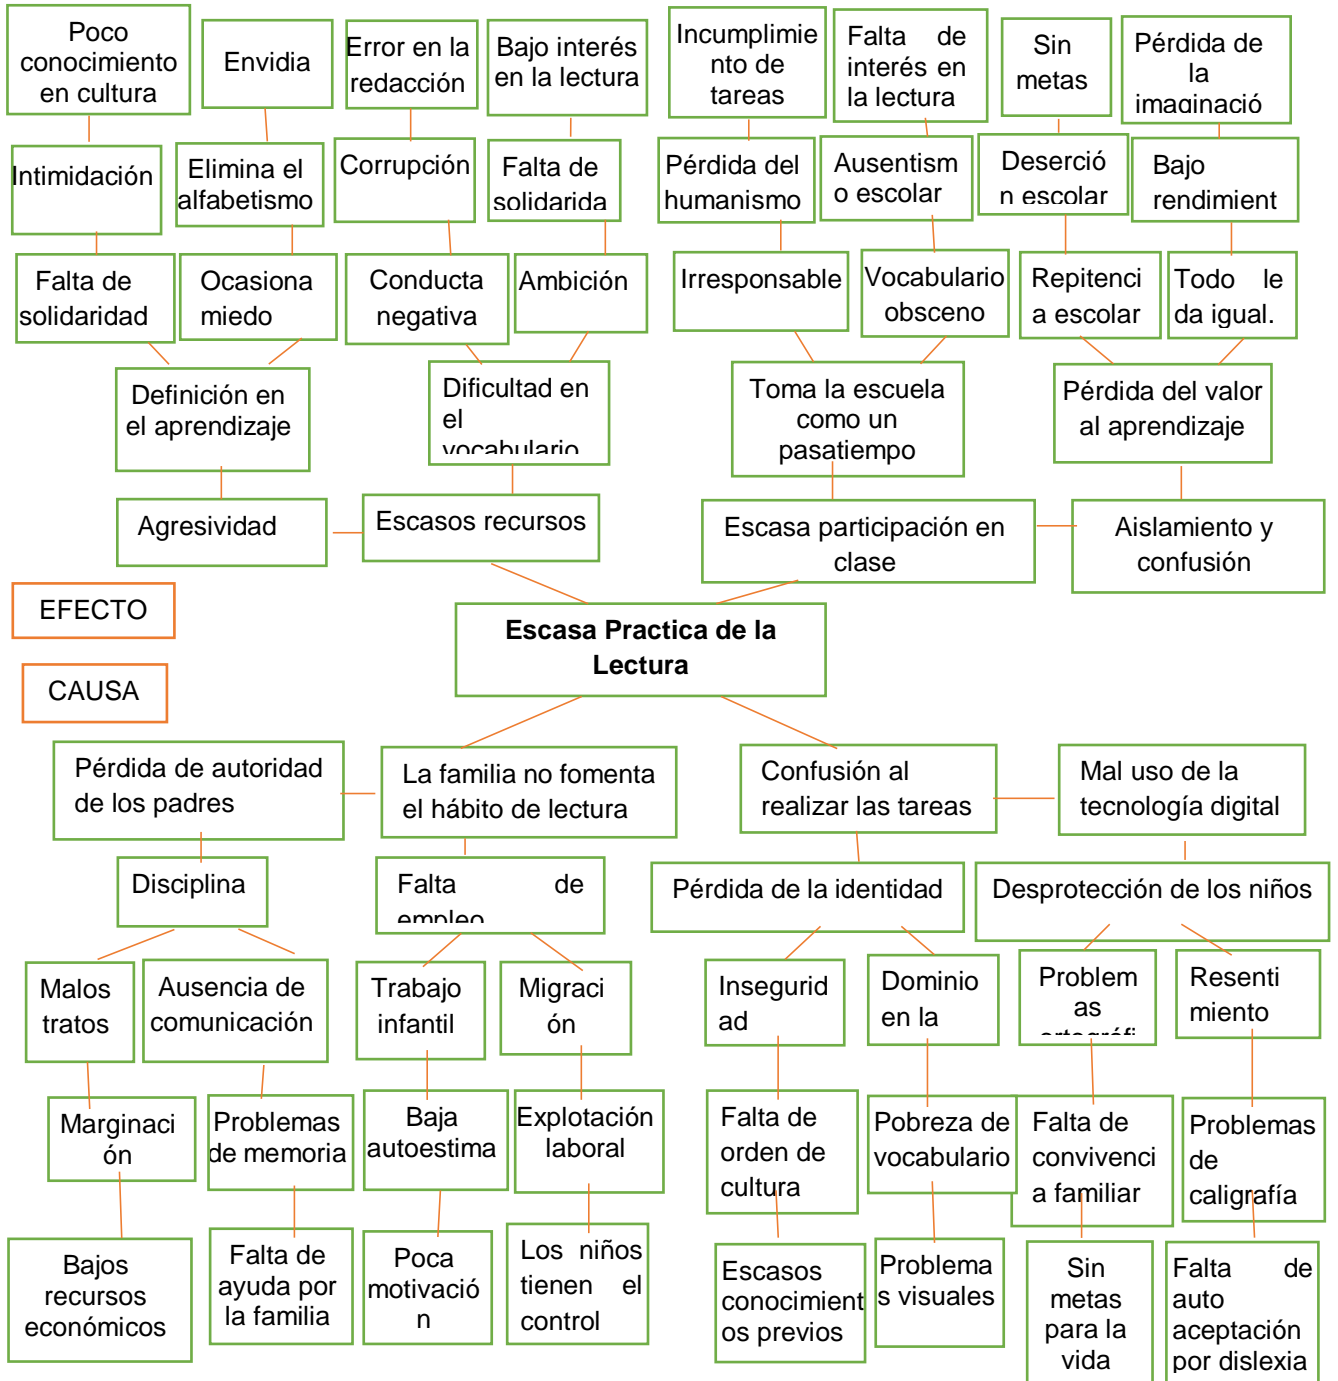 Poco
conocimiento
en cultura
Envidia
Error en la
redacción
Bajo interés
en la lectura
Incumplimie
nto de
tareas
Falta de
interés en
la lectura
Sin
metas
Pérdida de
la
imaginació
Intimidación
Elimina el
alfabetismo
Corrupción
Falta de
solidarida
Pérdida del
humanismo
Ausentism
o escolar
Deserció
n escolar
Bajo
rendimient
Falta de
solidaridad
Ocasiona
miedo
Conducta
negativa
Ambición
Irresponsable
Vocabulario
obsceno
Repitenci
a escolar
Todo le
da igual.
Definición en
el aprendizaje
Dificultad en
el
vocabulario
Toma la escuela
como un
pasatiempo
Pérdida del valor
al aprendizaje
Agresividad
Escasos recursos
Escasa participación en
clase
Aislamiento y
confusión
EFECTO
Escasa Practica de la
Lectura
CAUSA
Pérdida de autoridad
de los padres
La familia no fomenta
el hábito de lectura
Confusión al
realizar las tareas
Mal uso de la
tecnología digital
Disciplina
Falta de
empleo
Pérdida de la identidad
Desprotección de los niños
Malos
tratos
Ausencia de
comunicación
Trabajo
infantil
Migraci
ón
Insegurid
ad
Dominio
en la
Problem
as
ortográfi
Resenti
miento
Marginaci
ón
Problemas
de memoria
Baja
autoestima
Explotación
laboral
Falta de
orden de
cultura
Pobreza de
vocabulario
Falta de
convivenci
a familiar
Problemas
de
caligrafía
Bajos
recursos
económicos
Falta de
ayuda por
la familia
Poca
motivació
n
Los niños
tienen el
control
Escasos
conocimient
os previos
Problema
s visuales
Sin
metas
para la
vida
Falta de
auto
aceptación
por dislexia